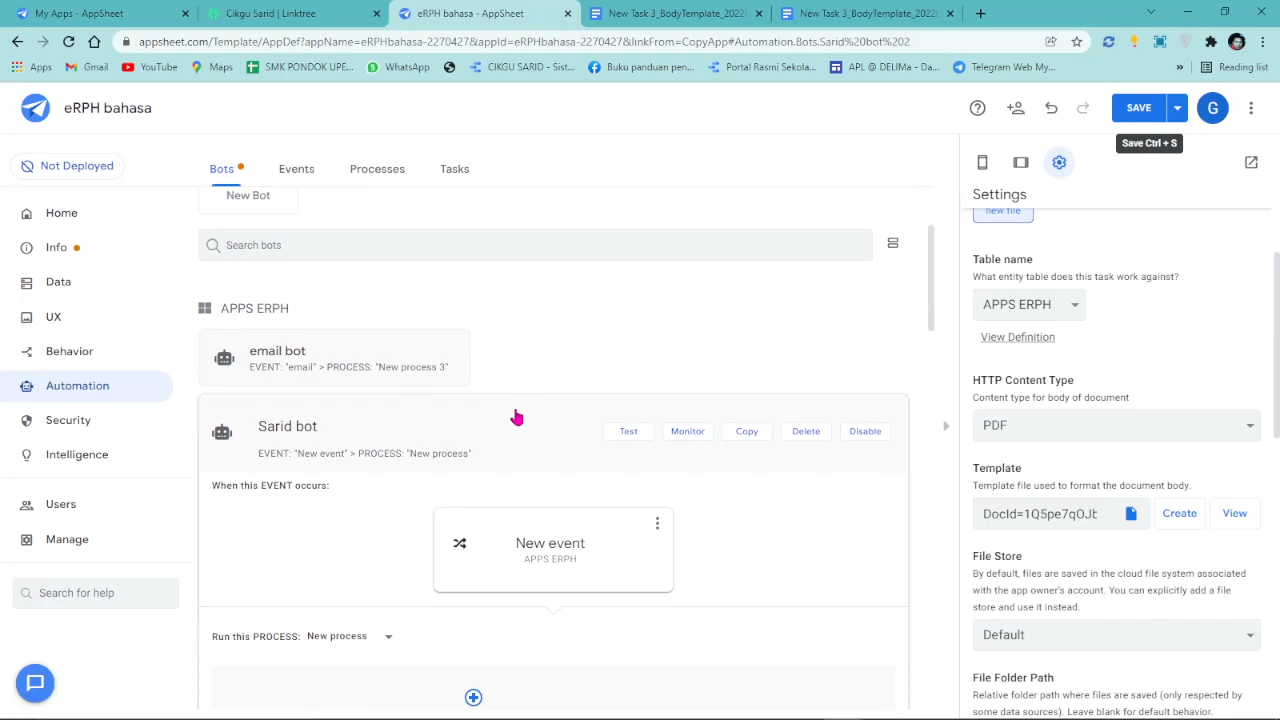 My Apps - AppSheet
Cikgu Sarid | Linktree
eRPH bahasa - AppSheet
New Task 3_BodyTemplate_2022
New Task 3_BodyTemplate_2022
appsheet.com/Template/AppDef?appName=eRPHbahasa-2270427&appId=eRPHbahasa-2270427&linkFrom=CopyApp#Automation.Bots.Sarid%20bot%202
Apps
Gmail
YouTube
Maps
SMK PONDOK UPE...
WhatsApp
CIKGU SARID - Sist...
Buku panduan pen...
Portal Rasmi Sekola...
APL @ DELIMa - Da...
Telegram Web My...
»
Reading list
eRPH bahasa
SAVE
G
Save Ctrl + S
Not Deployed
Bots
Events
Processes
Tasks
Settings
New Bot
new file
Home
Search bots
Info
Table name
What entity table does this task work against?
Data
APPS ERPH
APPS ERPH
UX
View Definition
Behavior
email bot
EVENT: "email" > PROCESS: "New process 3"
HTTP Content Type
Content type for body of document
Automation
PDF
Security
Sarid bot
Test
Monitor
Copy
Delete
Disable
EVENT: "New event" > PROCESS: "New process"
Intelligence
Template
Template file used to format the document body.
When this EVENT occurs:
Users
DocId=1Q5pe7qOJt
Create
View
New event
APPS ERPH
Manage
File Store
By default, files are saved in the cloud file system associated
with the app owner's account. You can explicitly add a file
store and use it instead.
Search for help
Default
Run this PROCESS:
New process
File Folder Path
Relative folder path where files are saved (only respected by
some data sources). Leave blank for default behavior.